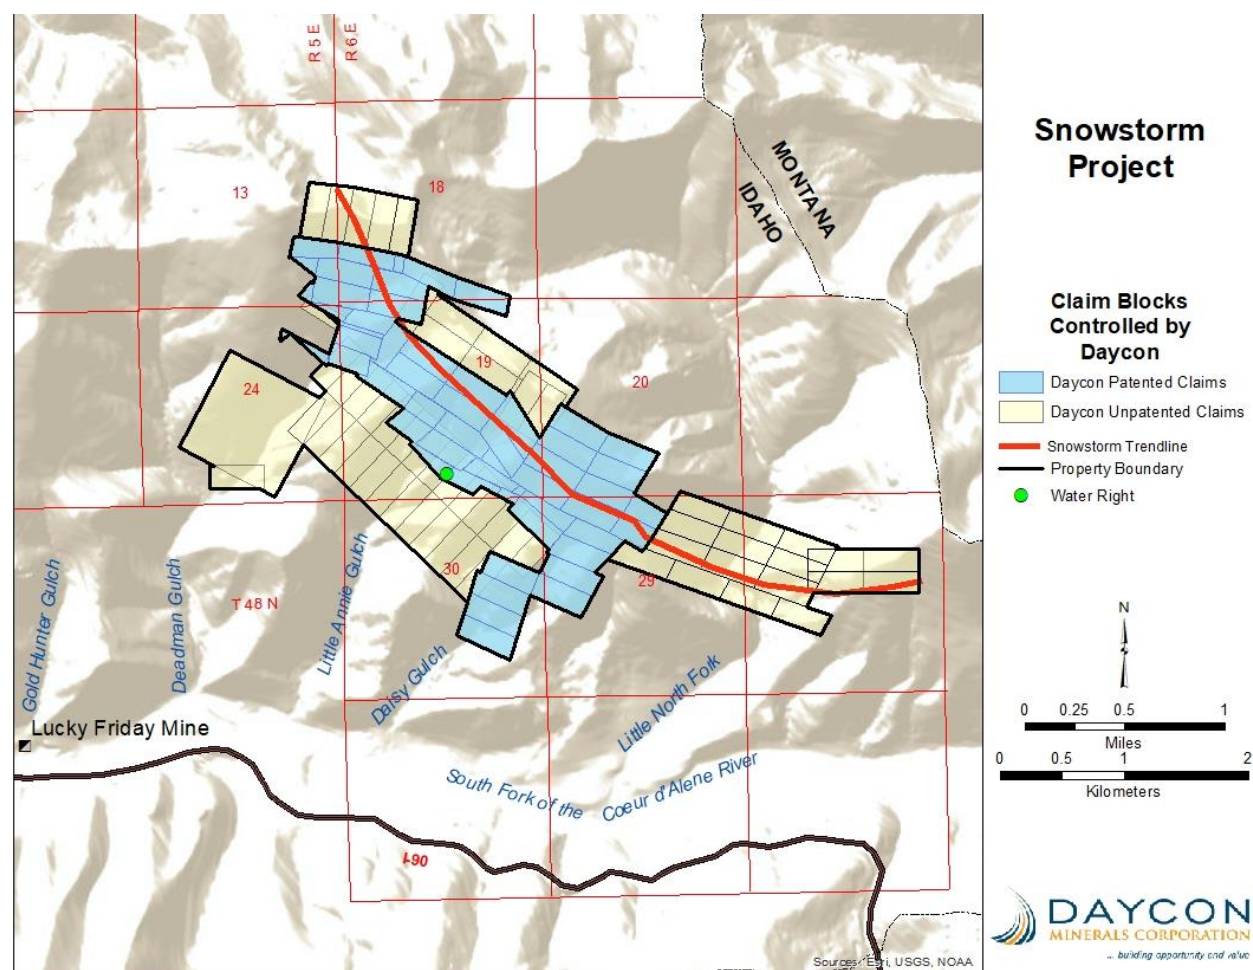 R 5 E
R 6 E
MONTANA
IDAHO
13
18
19
20
24
30
29
T 48 N
Gold Hunter Gulch
Deadman Gulch
Little Annie Gulch
Daisy Gulch
Little North Fork
Lucky Friday Mine
South Fork of the Coeur d'Alene River
I-90
Sources: Esri, USGS, NOAA
Snowstorm
Project
Claim Blocks
Controlled by
Daycon
Daycon Patented Claims
Daycon Unpatented Claims
Snowstorm Trendline
Property Boundary
Water Right
N
0 0.25 0.5 1
Miles
0 0.5 1 2
Kilometers
DAYCON
MINERALS CORPORATION
... building opportunity and value